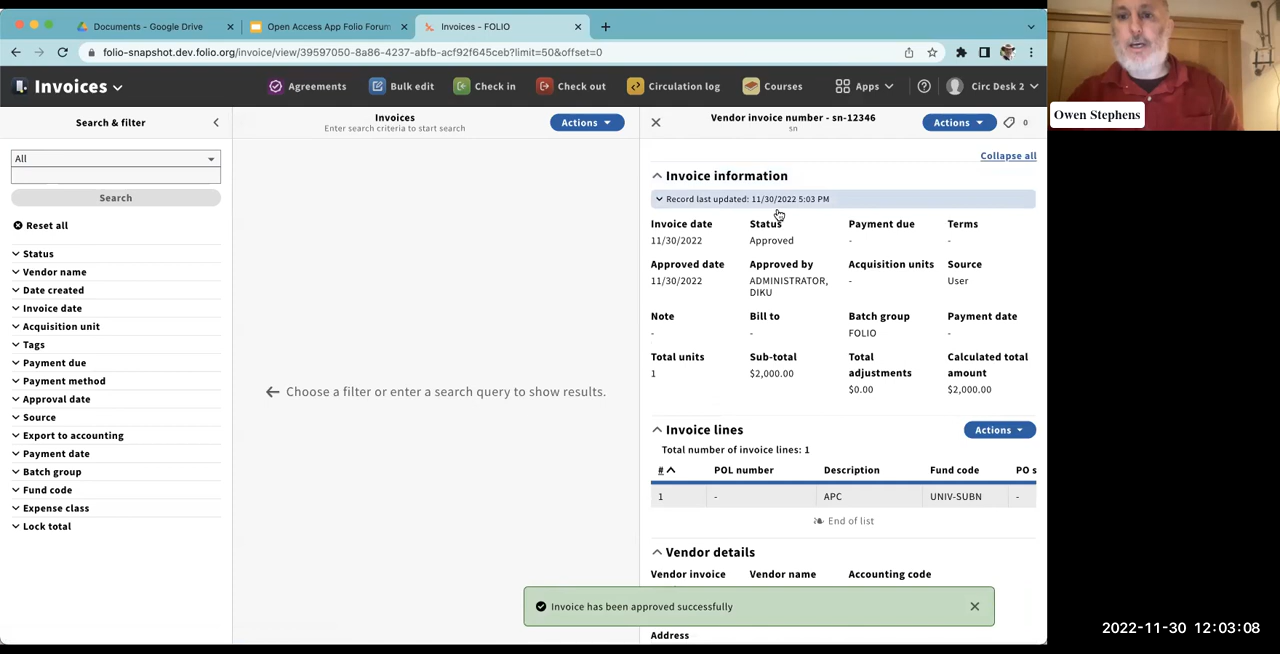 Documents - Google Drive
Open Access App Folio Forum
Invoices - FOLIO
folio-snapshot.dev.folio.org/invoice/view/39597050-8a86-4237-abfb-acf92f645ceb?limit=50&offset=0
Invoices
Agreements
Bulk edit
Check in
Check out
Circulation log
Courses
Apps
Circ Desk 2
Owen Stephens
Search & filter
All
Search
Reset all
Status
Vendor name
Date created
Invoice date
Acquisition unit
Tags
Payment due
Payment method
Approval date
Source
Export to accounting
Payment date
Batch group
Fund code
Expense class
Lock total
Invoices
Enter search criteria to start search
Actions
Choose a filter or enter a search query to show results.
Vendor invoice number - sn-12346
sn
Actions
0
Collapse all
Invoice information
Record last updated: 11/30/2022 5:03 PM
Invoice date Status Payment due Terms
11/30/2022 Approved - -
Approved date Approved by Acquisition units Source
11/30/2022 ADMINISTRATOR, - User
DIKU
Note Bill to Batch group Payment date
- - FOLIO -
Total units Sub-total Total Calculated total
1 $2,000.00 adjustments amount
$0.00 $2,000.00
Invoice lines
Actions
Total number of invoice lines: 1
# POL number Description Fund code PO s
1 - APC UNIV-SUBN -
End of list
Vendor details
Vendor invoice Vendor name Accounting code
Invoice has been approved successfully
Address
2022-11-30 12:03:08